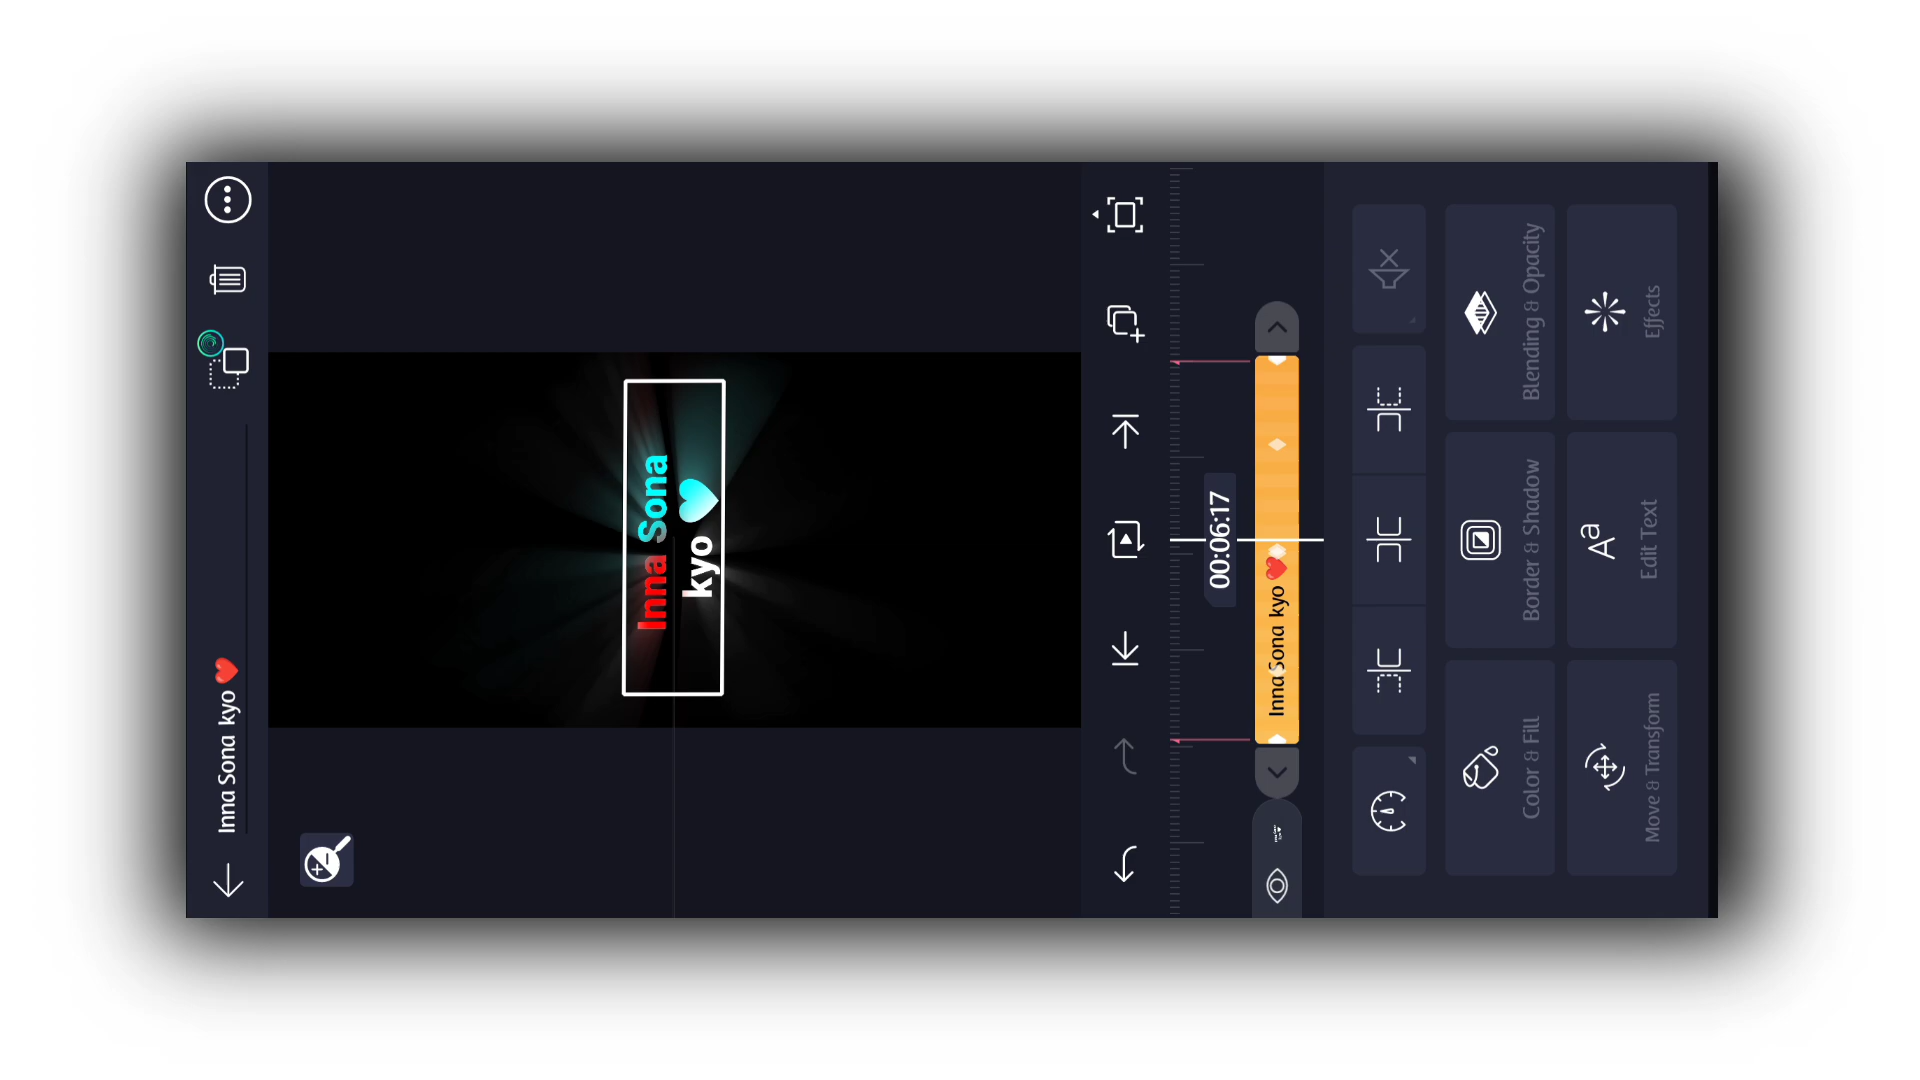 Inna Sona kyo ❤️
Inna Sona
kyo ♥
00:06:17
Inna Sona kyo ❤️
Color & Fill
Border & Shadow
Blending & Opacity
Move & Transform
Aa
Edit Text
Effects